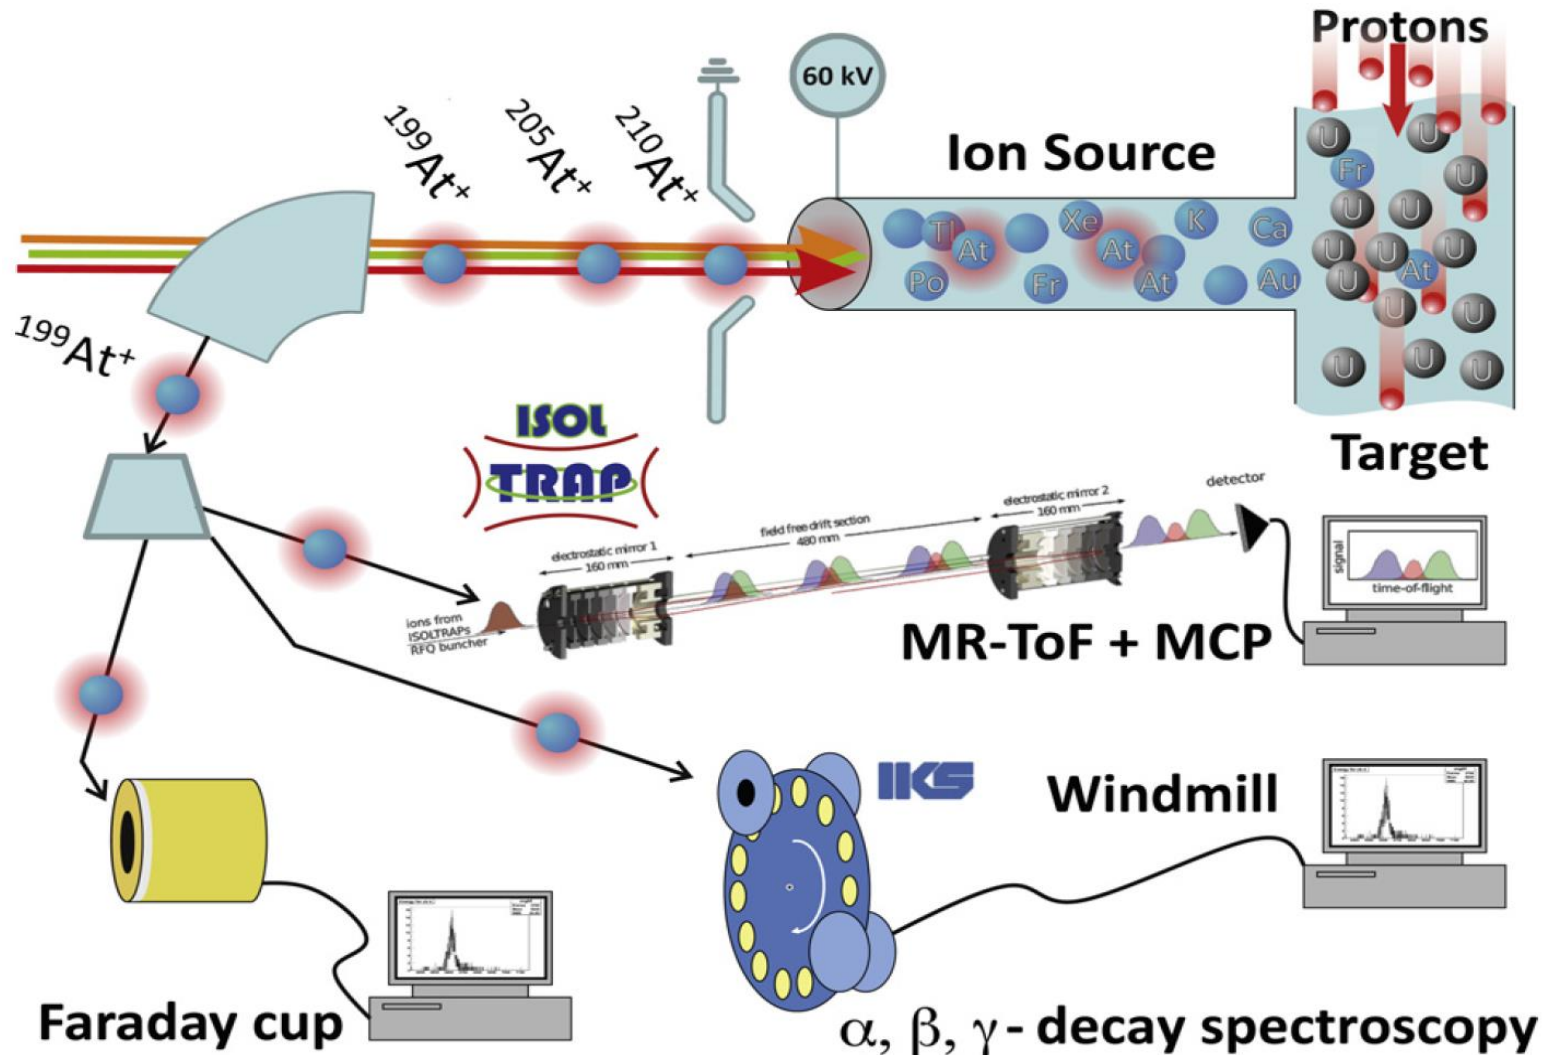 Protons
60 kV
Ion Source
199At+
205At+
210At+
Tl
At
Xe
At
K
Ca
Po
Fr
At
Au
U
U
Fr
U
U
U
U
U
U
At
U
U
U
U
U
U
Target
199At+
ISOL
TRAP
electrostatic mirror 1
160 mm
field free drift section
480 mm
electrostatic mirror 2
160 mm
detector
ions from
ISOLTRAPs
RFQ buncher
signal
time-of-flight
MR-ToF + MCP
IKS
Windmill
Faraday cup
α, β, γ - decay spectroscopy